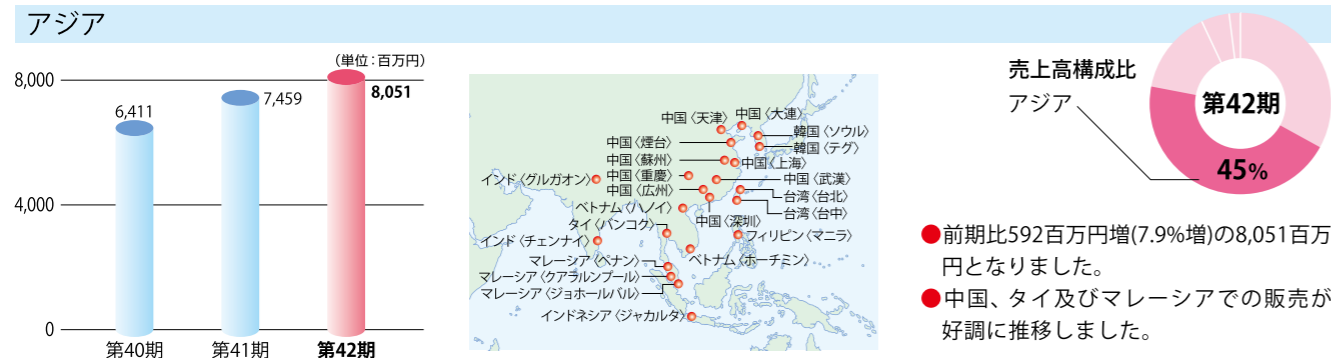 アジア
(単位：百万円)
8,000
4,000
0
6,411
7,459
8,051
第40期
第41期
第42期
中国〈天津〉
中国〈大連〉
韓国〈ソウル〉
中国〈煙台〉
韓国〈テグ〉
中国〈蘇州〉
中国〈上海〉
インド〈グルガオン〉
中国〈重慶〉
中国〈武漢〉
中国〈広州〉
台湾〈台北〉
ベトナム〈ハノイ〉
台湾〈台中〉
中国〈深圳〉
タイ〈バンコク〉
フィリピン〈マニラ〉
インド〈チェンナイ〉
マレーシア〈ペナン〉
ベトナム〈ホーチミン〉
マレーシア〈クアラルンプール〉
マレーシア〈ジョホールバル〉
インドネシア〈ジャカルタ〉
売上高構成比
アジア
第42期
45%
●前期比592百万円増(7.9%増)の8,051百万
円となりました。
●中国、タイ及びマレーシアでの販売が
好調に推移しました。